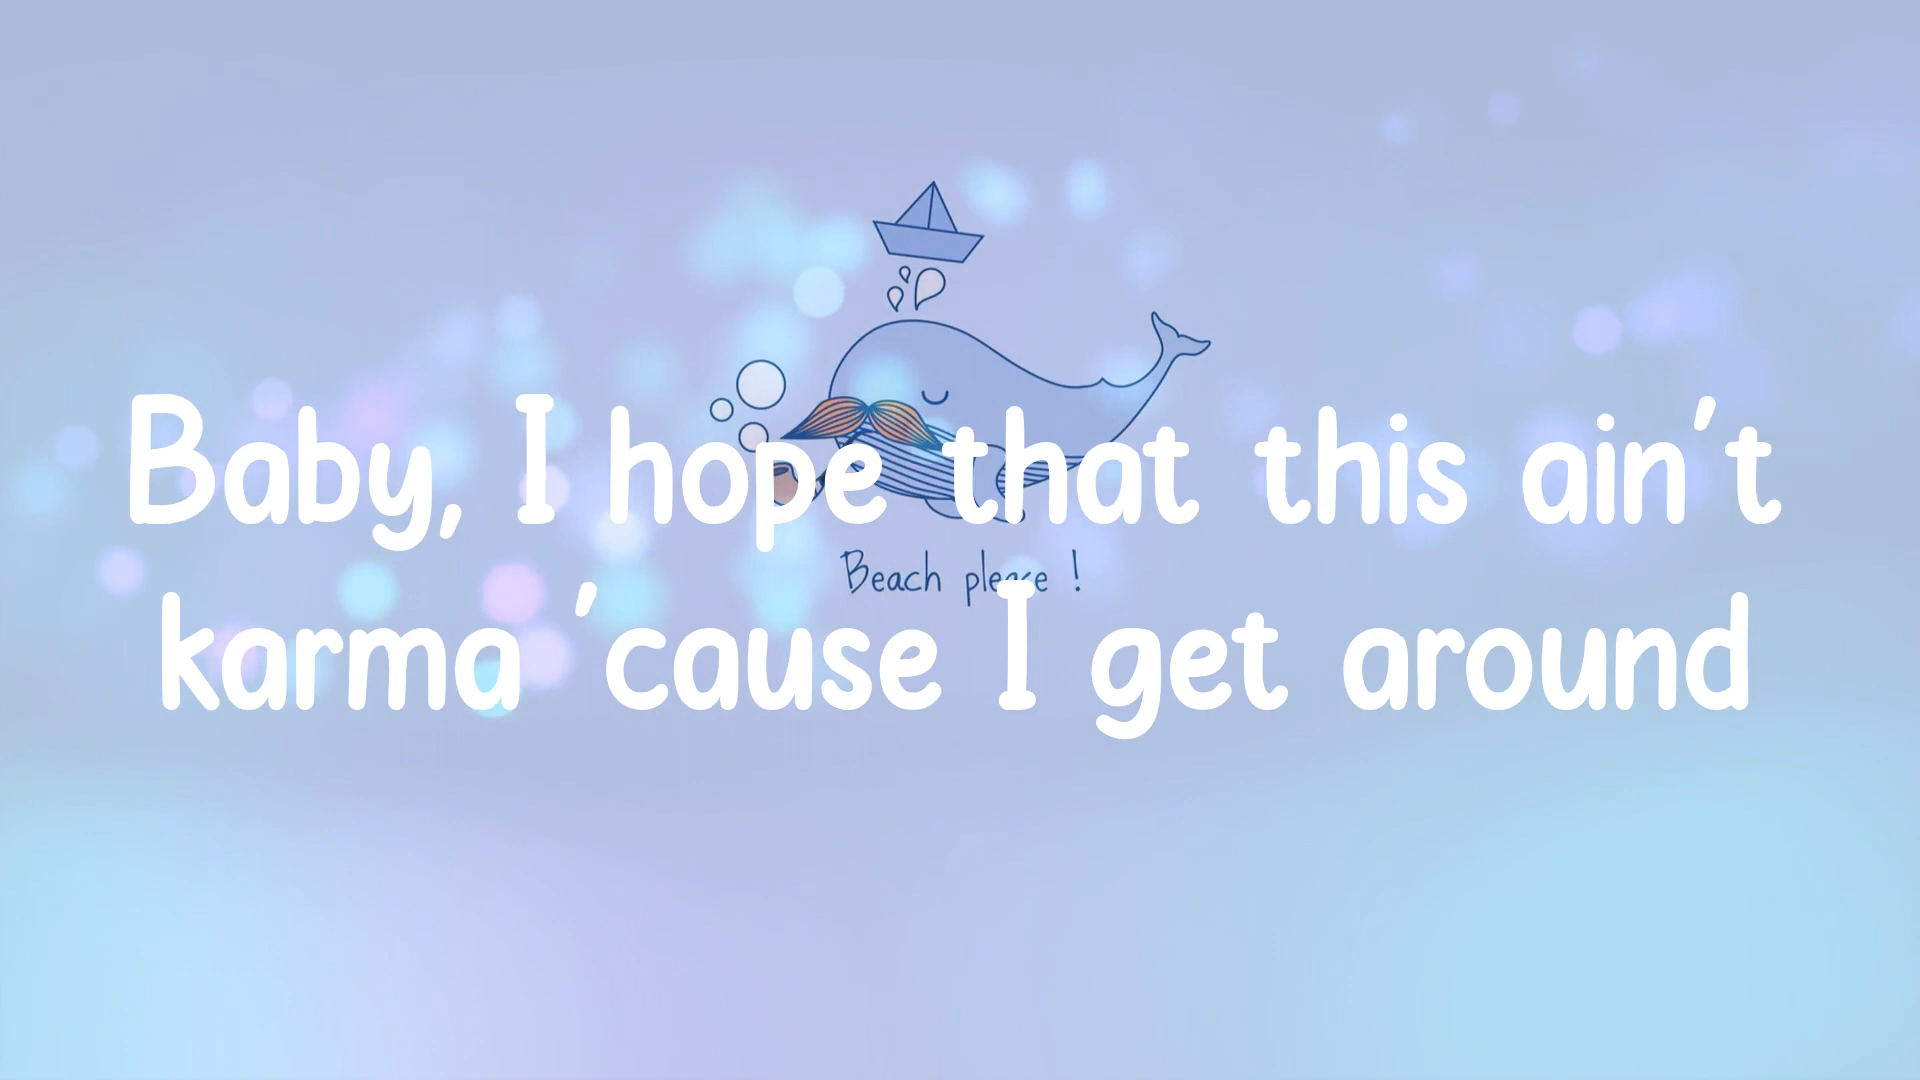 Baby, I hope that this ain't
Beach please !
karma 'cause I get around